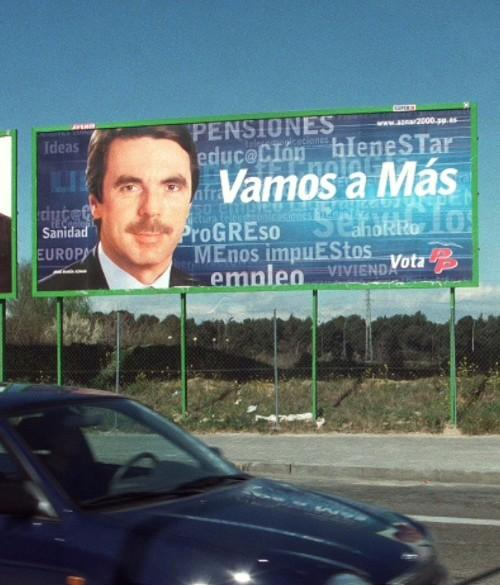 www.aznar2000.pp.es
PENSIONES
Ideas
educ@CIón
bIeneSTar
Vamos a Más
Sanidad
ProGREso
ahoRRo
EUROPA
MEnos impuEStos
Vota PP
VIVIENDA
empleo